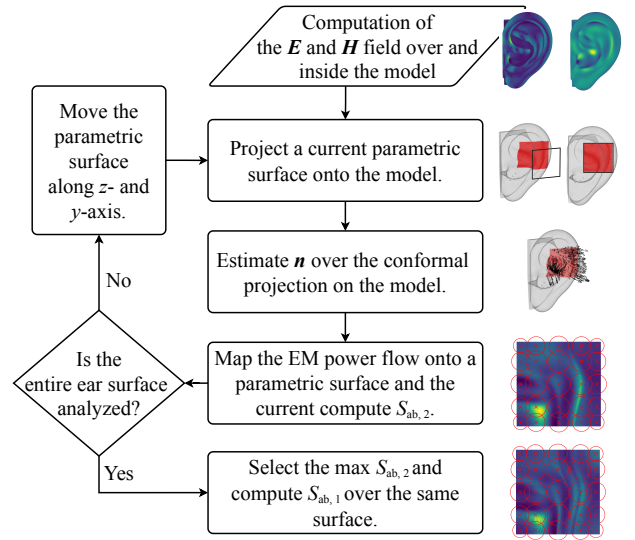 Computation of
the E and H field over and
inside the model
Move the
parametric
surface
along z- and
y-axis.
Project a current parametric
surface onto the model.
Estimate n over the conformal
projection on the model.
No
Is the
entire ear surface
analyzed?
Map the EM power flow onto a
parametric surface and the
current compute S_ab, 2.
Yes
Select the max S_ab, 2 and
compute S_ab, 1 over the same
surface.